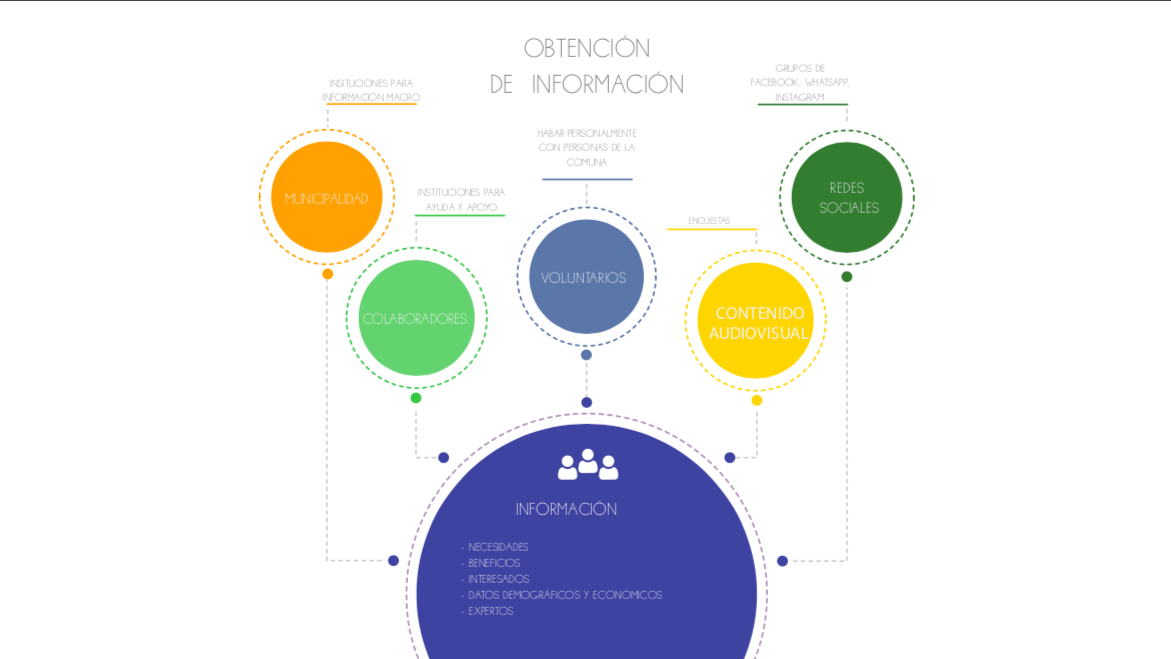 OBTENCIÓN
DE INFORMACIÓN
INSITUCIONES PARA
INFORMACIÓN MACRO
MUNICIPALIDAD
INSTITUCIONES PARA
AYUDA Y APOYO
COLABORADORES
HABAR PERSONALMENTE
CON PERSONAS DE LA
COMUNA
VOLUNTARIOS
ENCUESTAS
CONTENIDO
AUDIOVISUAL
GRUPOS DE
FACEBOOK, WHATSAPP,
INSTAGRAM
REDES
SOCIALES
INFORMACIÓN
- NECESIDADES
- BENEFICIOS
- INTERESADOS
- DATOS DEMOGRÁFICOS Y ECONÓMICOS
- EXPERTOS